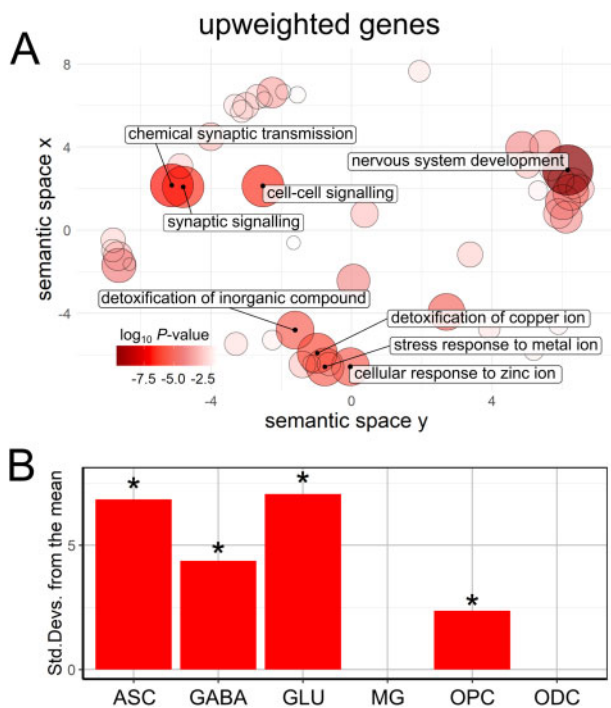 upweighted genes
A
semantic space x
8
4
0
-4
chemical synaptic transmission
nervous system development
cell-cell signalling
synaptic signalling
detoxification of inorganic compound
detoxification of copper ion
stress response to metal ion
cellular response to zinc ion
log10 P-value
-7.5 -5.0 -2.5
-4 0 4
semantic space y
B
Std.Devs. from the mean
5
0
* * * *
ASC GABA GLU MG OPC ODC